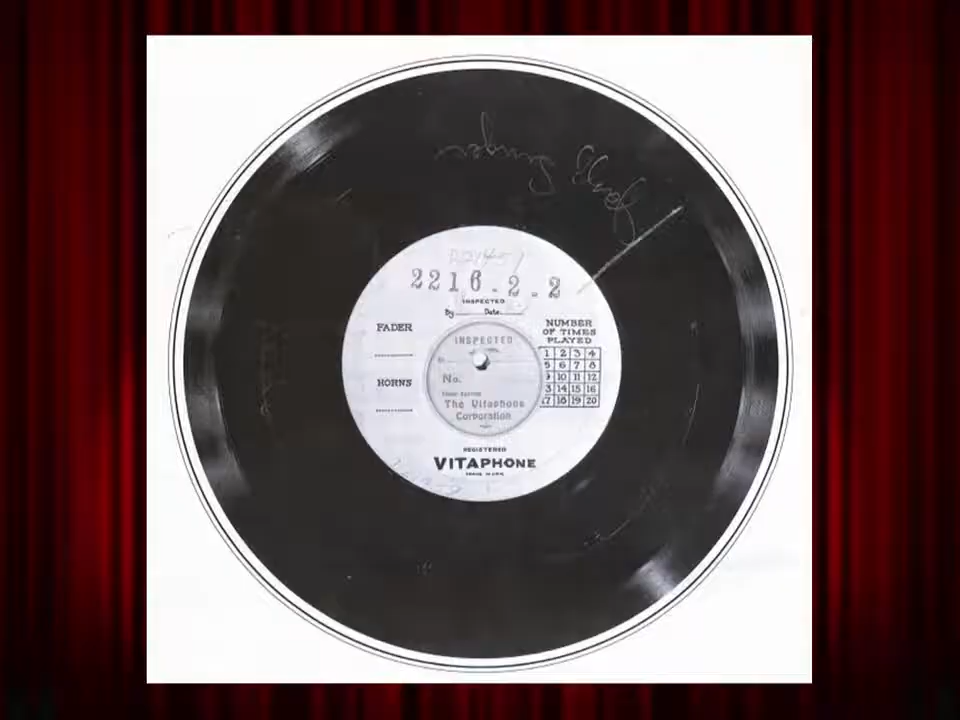 2216.2-2
INSPECTED
By Date
FADER
HORNS
NUMBER
OF TIMES
PLAYED
1 2 3 4
5 6 7 8
9 10 11 12
13 14 15 16
17 18 19 20
INSPECTED
No.
The Vitaphone
Corporation
REGISTERED
VITAPHONE
TRADE MARK